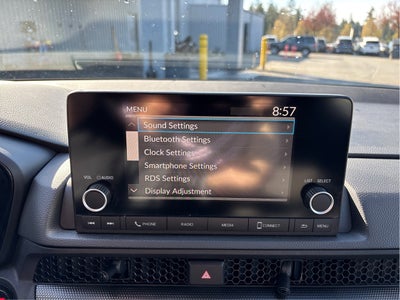 MENU 8:57
Sound Settings
Bluetooth Settings
Clock Settings
Smartphone Settings
RDS Settings
Display Adjustment
VOL AUDIO
LIST SELECT
PHONE RADIO MEDIA CONNECT MENU